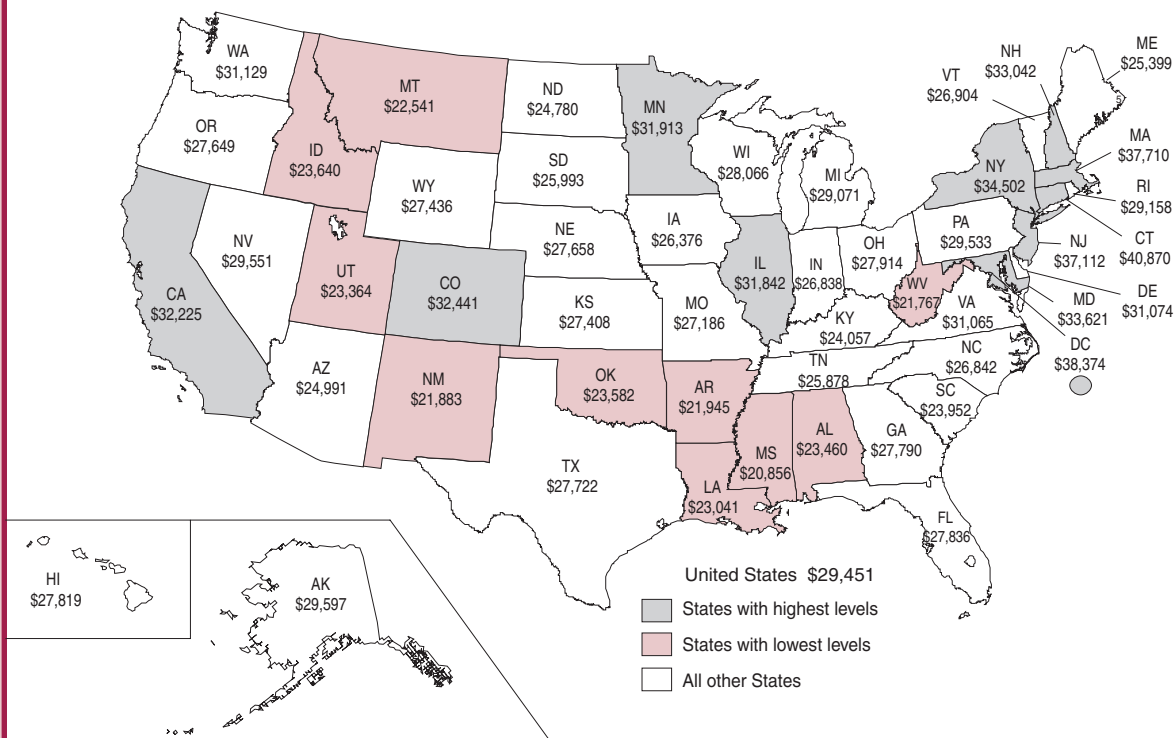 WA
$31,129
OR
$27,649
CA
$32,225
NV
$29,551
ID
$23,640
MT
$22,541
WY
$27,436
UT
$23,364
CO
$32,441
AZ
$24,991
NM
$21,883
ND
$24,780
SD
$25,993
NE
$27,658
KS
$27,408
OK
$23,582
TX
$27,722
MN
$31,913
IA
$26,376
MO
$27,186
AR
$21,945
LA
$23,041
WI
$28,066
IL
$31,842
MI
$29,071
IN
$26,838
OH
$27,914
KY
$24,057
TN
$25,878
MS
$20,856
AL
$23,460
GA
$27,790
FL
$27,836
SC
$23,952
NC
$26,842
VA
$31,065
WV
$21,767
PA
$29,533
NY
$34,502
VT
$26,904
NH
$33,042
ME
$25,399
MA
$37,710
RI
$29,158
CT
$40,870
NJ
$37,112
DE
$31,074
MD
$33,621
DC
$38,374
HI
$27,819
AK
$29,597
United States $29,451
States with highest levels
States with lowest levels
All other States